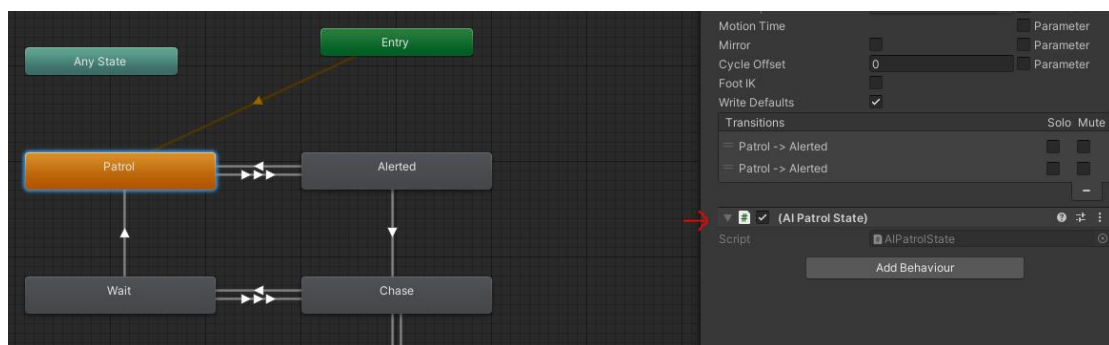 Entry
Any State
Patrol
Alerted
Wait
Chase
Motion Time Parameter
Mirror Parameter
Cycle Offset 0 Parameter
Foot IK
Write Defaults
Transitions Solo Mute
Patrol -> Alerted
Patrol -> Alerted
(AI Patrol State)
Script AIPatrolState
Add Behaviour